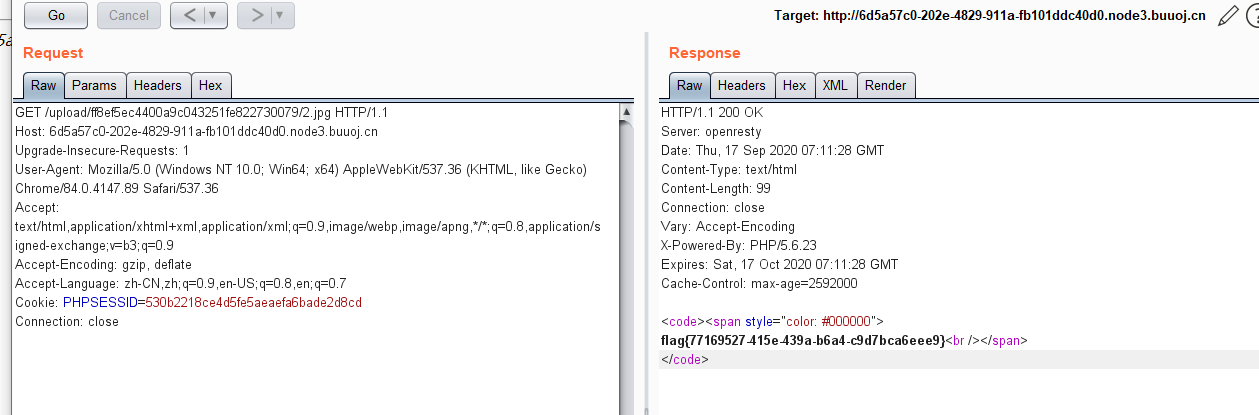 Go
Cancel
<
>
Target: http://6d5a57c0-202e-4829-911a-fb101ddc40d0.node3.buuoj.cn
?
5a
Request
Raw
Params
Headers
Hex
GET /upload/ff8ef5ec4400a9c043251fe822730079/2.jpg HTTP/1.1
Host: 6d5a57c0-202e-4829-911a-fb101ddc40d0.node3.buuoj.cn
Upgrade-Insecure-Requests: 1
User-Agent: Mozilla/5.0 (Windows NT 10.0; Win64; x64) AppleWebKit/537.36 (KHTML, like Gecko)
Chrome/84.0.4147.89 Safari/537.36
Accept:
text/html,application/xhtml+xml,application/xml;q=0.9,image/webp,image/apng,*/*;q=0.8,application/s
igned-exchange;v=b3;q=0.9
Accept-Encoding: gzip, deflate
Accept-Language: zh-CN,zh;q=0.9,en-US;q=0.8,en;q=0.7
Cookie: PHPSESSID=530b2218ce4d5fe5aeaefa6bade2d8cd
Connection: close
Response
Raw
Headers
Hex
XML
Render
HTTP/1.1 200 OK
Server: openresty
Date: Thu, 17 Sep 2020 07:11:28 GMT
Content-Type: text/html
Content-Length: 99
Connection: close
Vary: Accept-Encoding
X-Powered-By: PHP/5.6.23
Expires: Sat, 17 Oct 2020 07:11:28 GMT
Cache-Control: max-age=2592000
<code><span style="color: #000000">
flag{77169527-415e-439a-b6a4-c9d7bca6eee9}<br /></span>
</code>